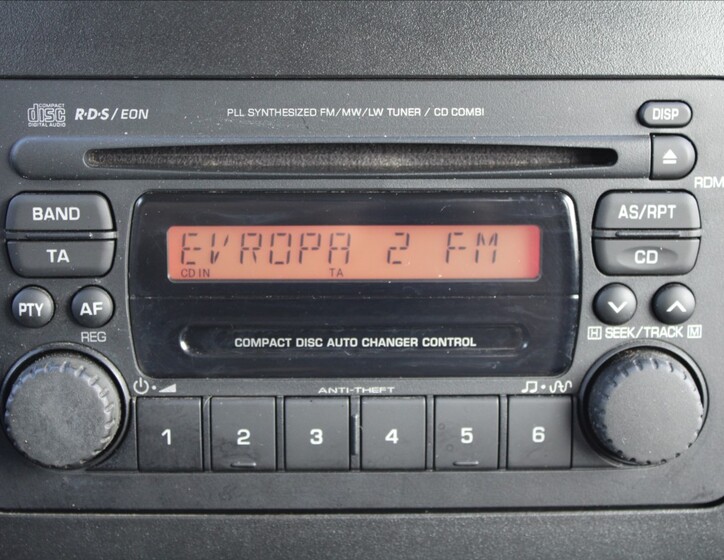 COMPACT disc DIGITAL AUDIO
R·D·S / EON
PLL SYNTHESIZED FM/MW/LW TUNER / CD COMBI
DISP
RDM
BAND
AS/RPT
TA
EVROPA 2 FM
CD IN TA
CD
PTY
AF
REG
COMPACT DISC AUTO CHANGER CONTROL
H SEEK/TRACK M
ANTI-THEFT
1 2 3 4 5 6